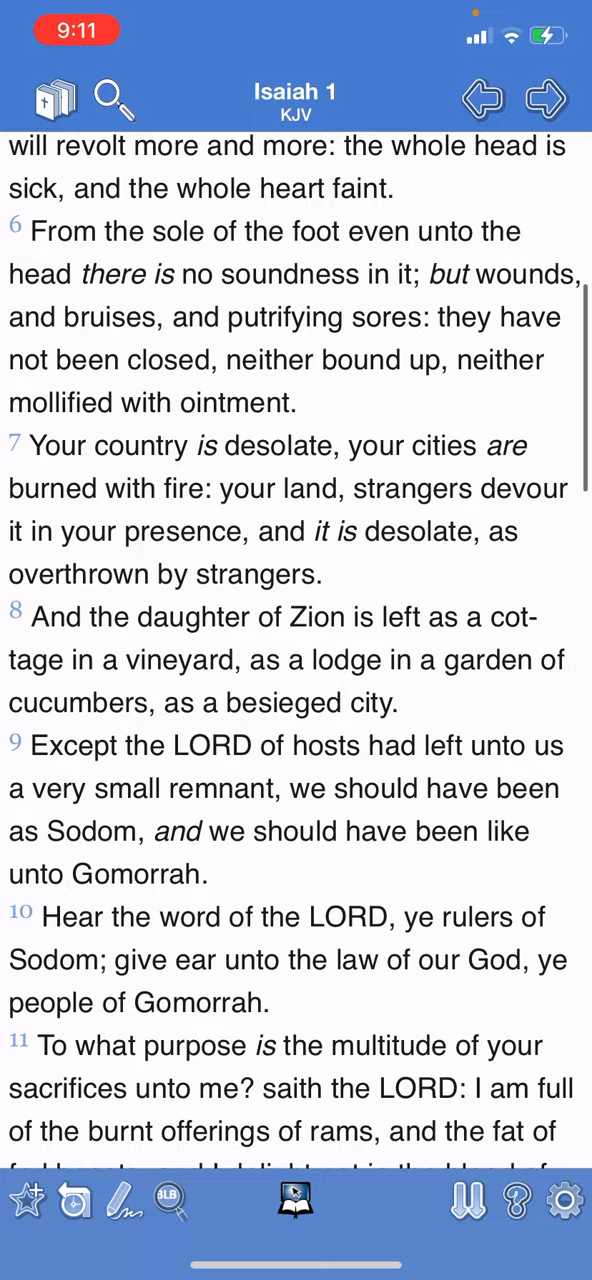 9:11
Isaiah 1
KJV
will revolt more and more: the whole head is
sick, and the whole heart faint.
6 From the sole of the foot even unto the
head there is no soundness in it; but wounds,
and bruises, and putrifying sores: they have
not been closed, neither bound up, neither
mollified with ointment.
7 Your country is desolate, your cities are
burned with fire: your land, strangers devour
it in your presence, and it is desolate, as
overthrown by strangers.
8 And the daughter of Zion is left as a cot-
tage in a vineyard, as a lodge in a garden of
cucumbers, as a besieged city.
9 Except the LORD of hosts had left unto us
a very small remnant, we should have been
as Sodom, and we should have been like
unto Gomorrah.
10 Hear the word of the LORD, ye rulers of
Sodom; give ear unto the law of our God, ye
people of Gomorrah.
11 To what purpose is the multitude of your
sacrifices unto me? saith the LORD: I am full
of the burnt offerings of rams, and the fat of
BLB